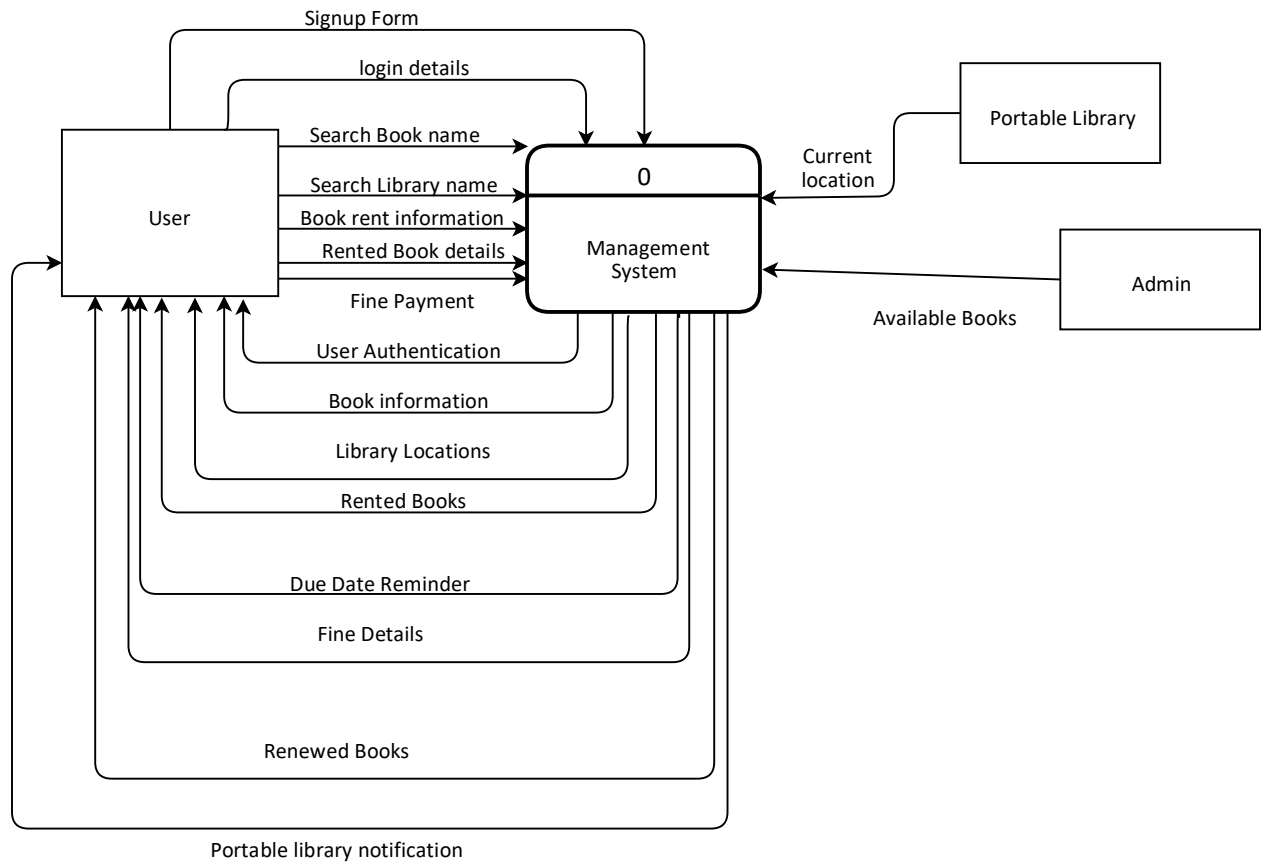 Signup Form
login details
Search Book name
Search Library name
Book rent information
Rented Book details
Fine Payment
User
0
Management
System
Current
location
Portable Library
Admin
Available Books
User Authentication
Book information
Library Locations
Rented Books
Due Date Reminder
Fine Details
Renewed Books
Portable library notification